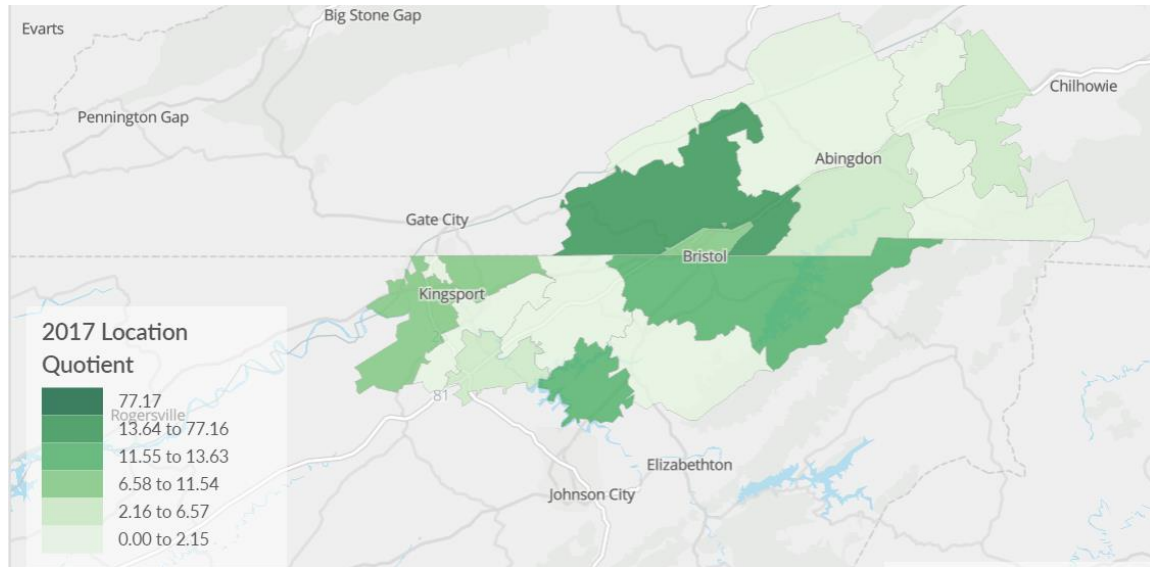 Big Stone Gap
Evarts
Chilhowie
Pennington Gap
Abingdon
Gate City
Bristol
Kingsport
2017 Location
Quotient
77.17
Rogersville
13.64 to 77.16
11.55 to 13.63
6.58 to 11.54
2.16 to 6.57
0.00 to 2.15
81
Elizabethton
Johnson City